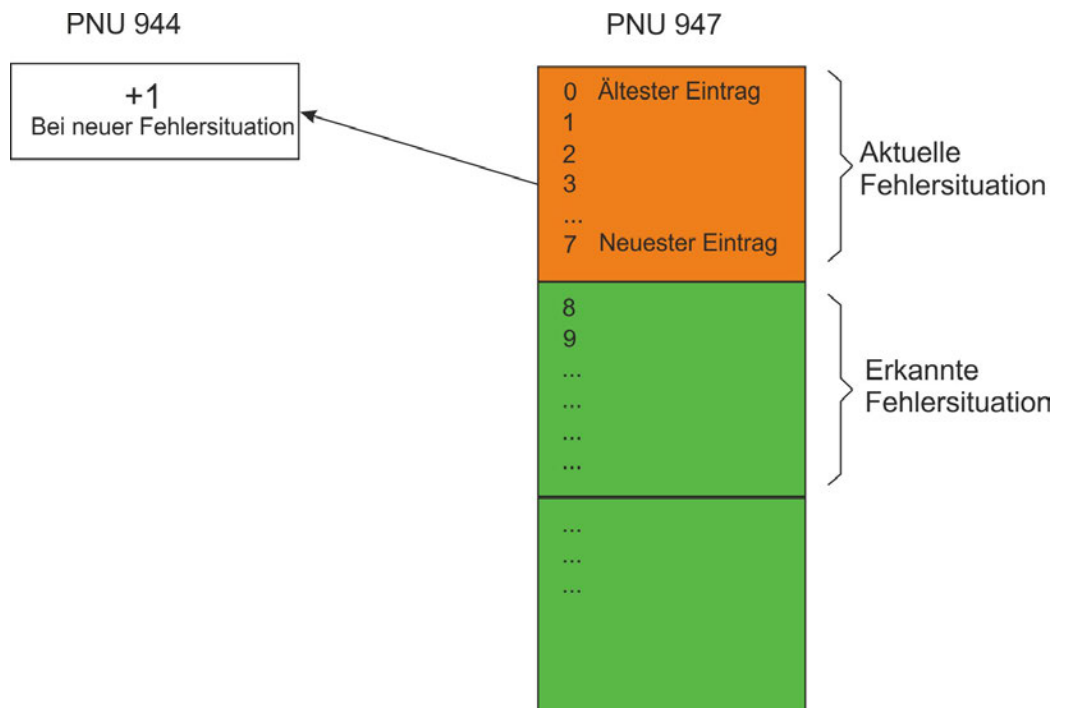 PNU 944
+1
Bei neuer Fehlersituation
PNU 947
0 Ältester Eintrag
1
2
3
...
7 Neuester Eintrag
Aktuelle
Fehlersituation
8
9
...
...
...
...
Erkannte
Fehlersituation
...
...
...